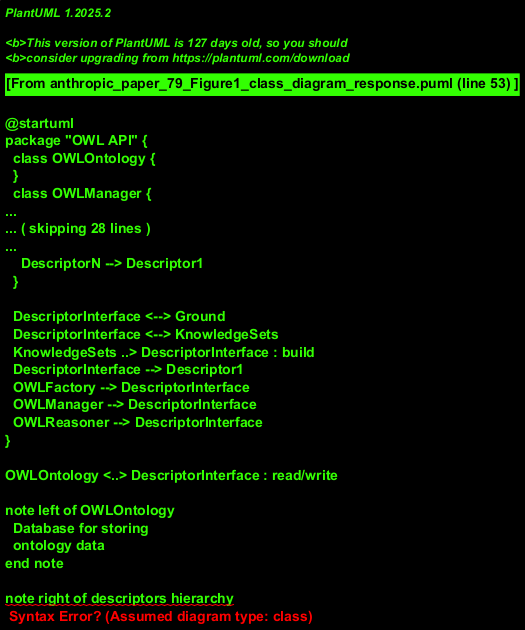 PlantUML 1.2025.2
<b>This version of PlantUML is 127 days old, so you should
<b>consider upgrading from https://plantuml.com/download
[From anthropic_paper_79_Figure1_class_diagram_response.puml (line 53) ]
@startuml
package "OWL API" {
class OWLOntology {
}
class OWLManager {
...
... ( skipping 28 lines )
...
DescriptorN --> Descriptor1
}
DescriptorInterface <--> Ground
DescriptorInterface <--> KnowledgeSets
KnowledgeSets ..> DescriptorInterface : build
DescriptorInterface --> Descriptor1
OWLFactory --> DescriptorInterface
OWLManager --> DescriptorInterface
OWLReasoner --> DescriptorInterface
}
OWLOntology <..> DescriptorInterface : read/write
note left of OWLOntology
Database for storing
ontology data
end note
note right of descriptors hierarchy
Syntax Error? (Assumed diagram type: class)